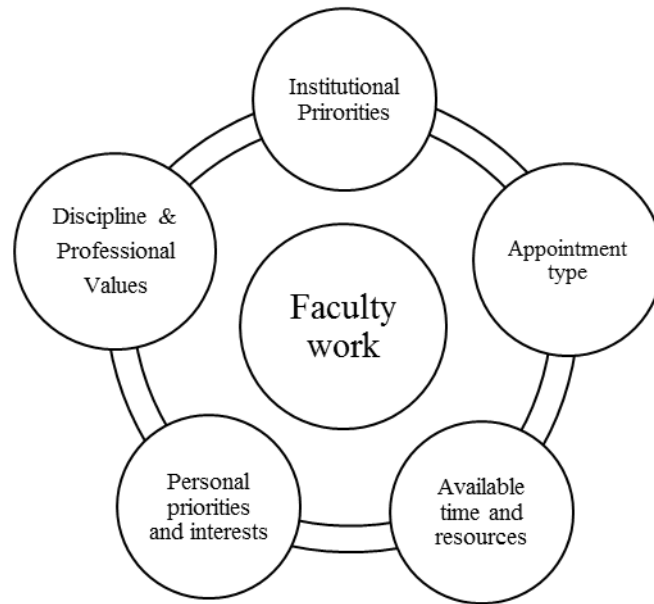 Institutional
Prirorities
Discipline &
Professional
Values
Appointment
type
Faculty
work
Personal
priorities
and interests
Available
time and
resources